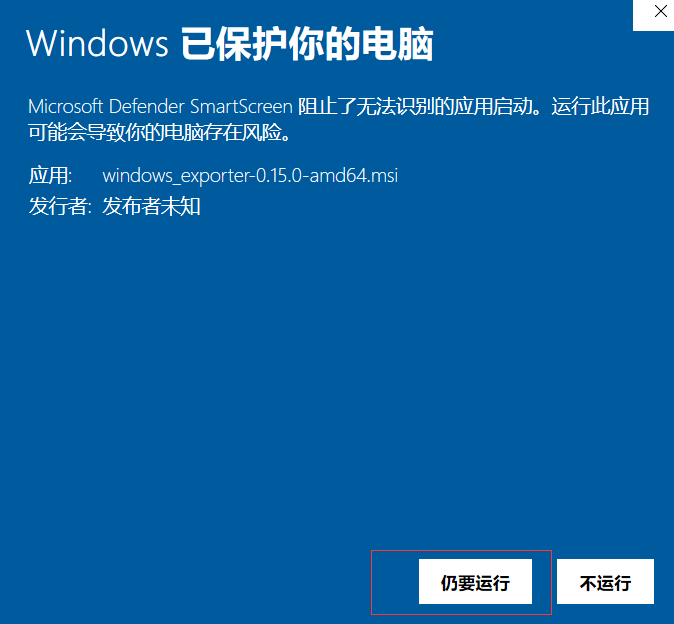 Windows 已保护你的电脑
Microsoft Defender SmartScreen 阻止了无法识别的应用启动。运行此应用
可能会导致你的电脑存在风险。
应用: windows_exporter-0.15.0-amd64.msi
发行者: 发布者未知
仍要运行 不运行